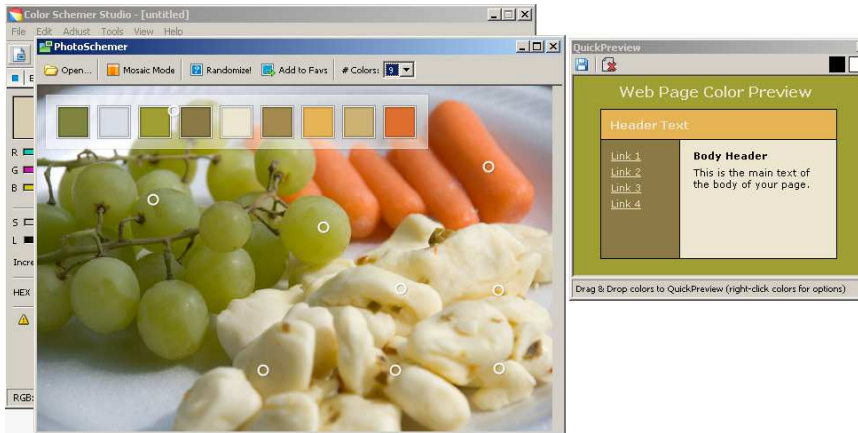 Color Schemer Studio - [untitled]
File Edit Adjust Tools View Help
PhotoSchemer
Open... Mosaic Mode Randomize! Add to Favs # Colors: 9
R
G
B
S
L
Incre
HEX
RGB:
QuickPreview
Web Page Color Preview
Header Text
Link 1
Link 2
Link 3
Link 4
Body Header
This is the main text of
the body of your page.
Drag & Drop colors to QuickPreview (right-click colors for options)